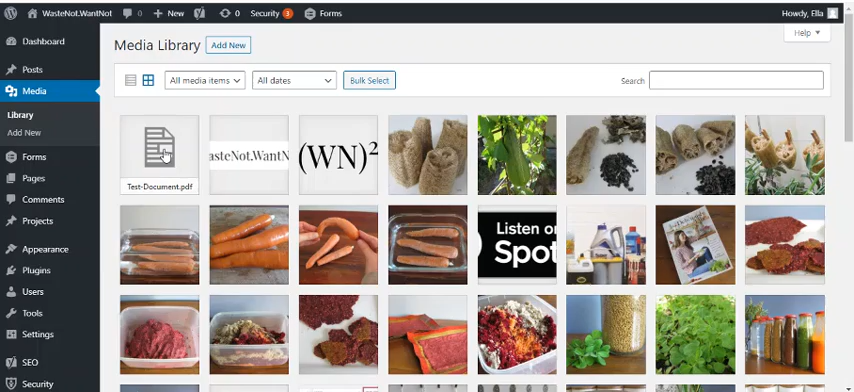 WasteNot.WantNot 0 + New 0 Security 3 Forms Howdy, Ella
Help
Dashboard
Posts
Media
Library
Add New
Forms
Pages
Comments
Projects
Appearance
Plugins
Users
Tools
Settings
SEO
Security
Media Library Add New
All media items All dates Bulk Select Search
Test-Document.pdf
asteNot.WantN
(WN)²
Listen on
Spot